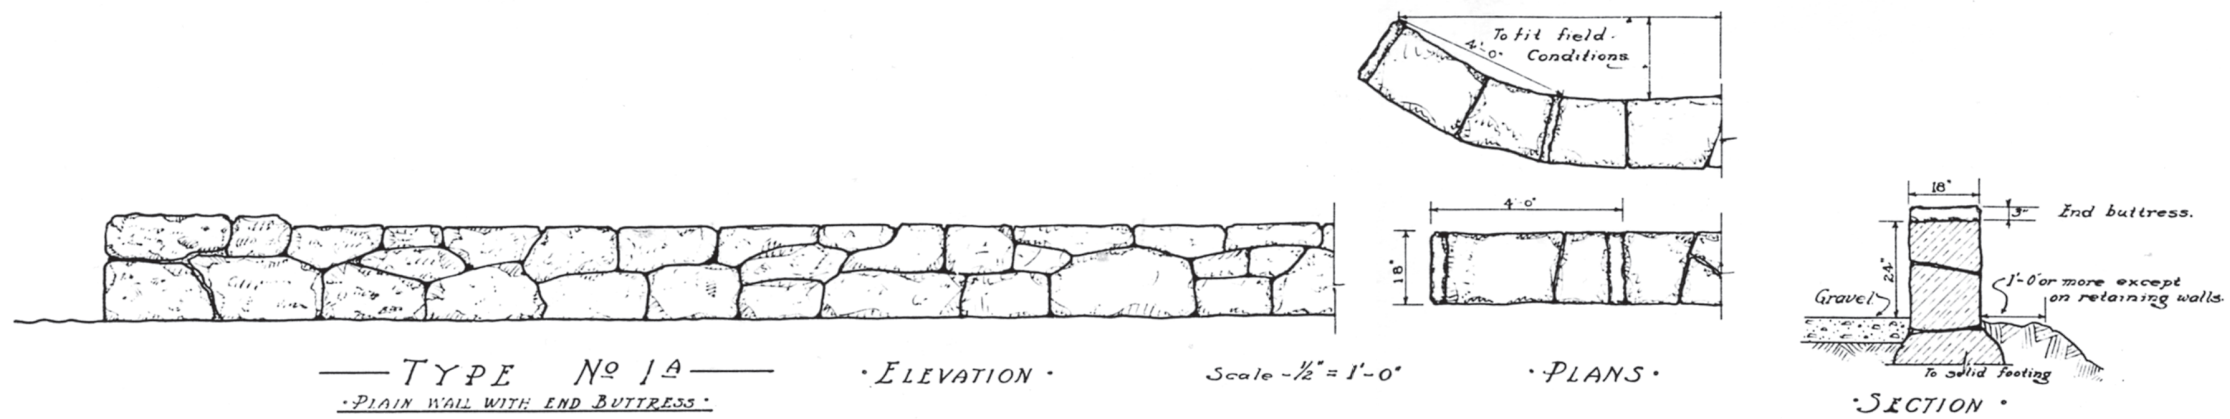 TYPE No 1A
·PLAIN WALL WITH END BUTTRESS·
·ELEVATION·
Scale - ½" = 1'-0"
To fit field
Conditions
4'-0"
4'-0"
18"
·PLANS·
18"
3"
End buttress.
24"
Gravel
1'-0" or more except
on retaining walls.
To solid footing
·SECTION·